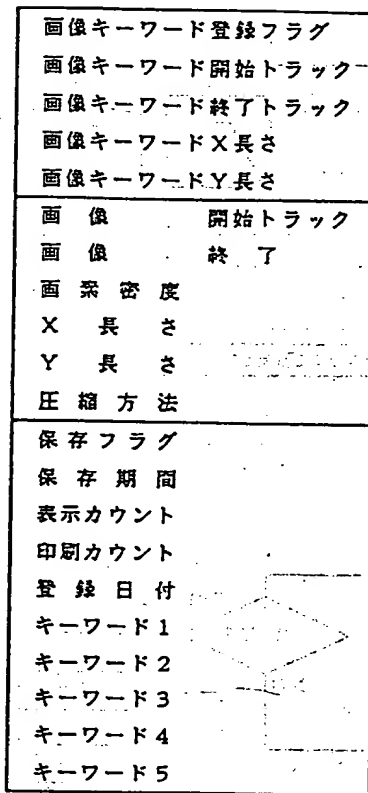 画像キーワード登録フラグ
画像キーワード開始トラック
画像キーワード終了トラック
画像キーワードX長さ
画像キーワードY長さ
画像 開始トラック
画像 終了
画素密度
X長さ
Y長さ
圧縮方法
保存フラグ
保存期間
表示カウント
印刷カウント
登録日付
キーワード1
キーワード2
キーワード3
キーワード4
キーワード5